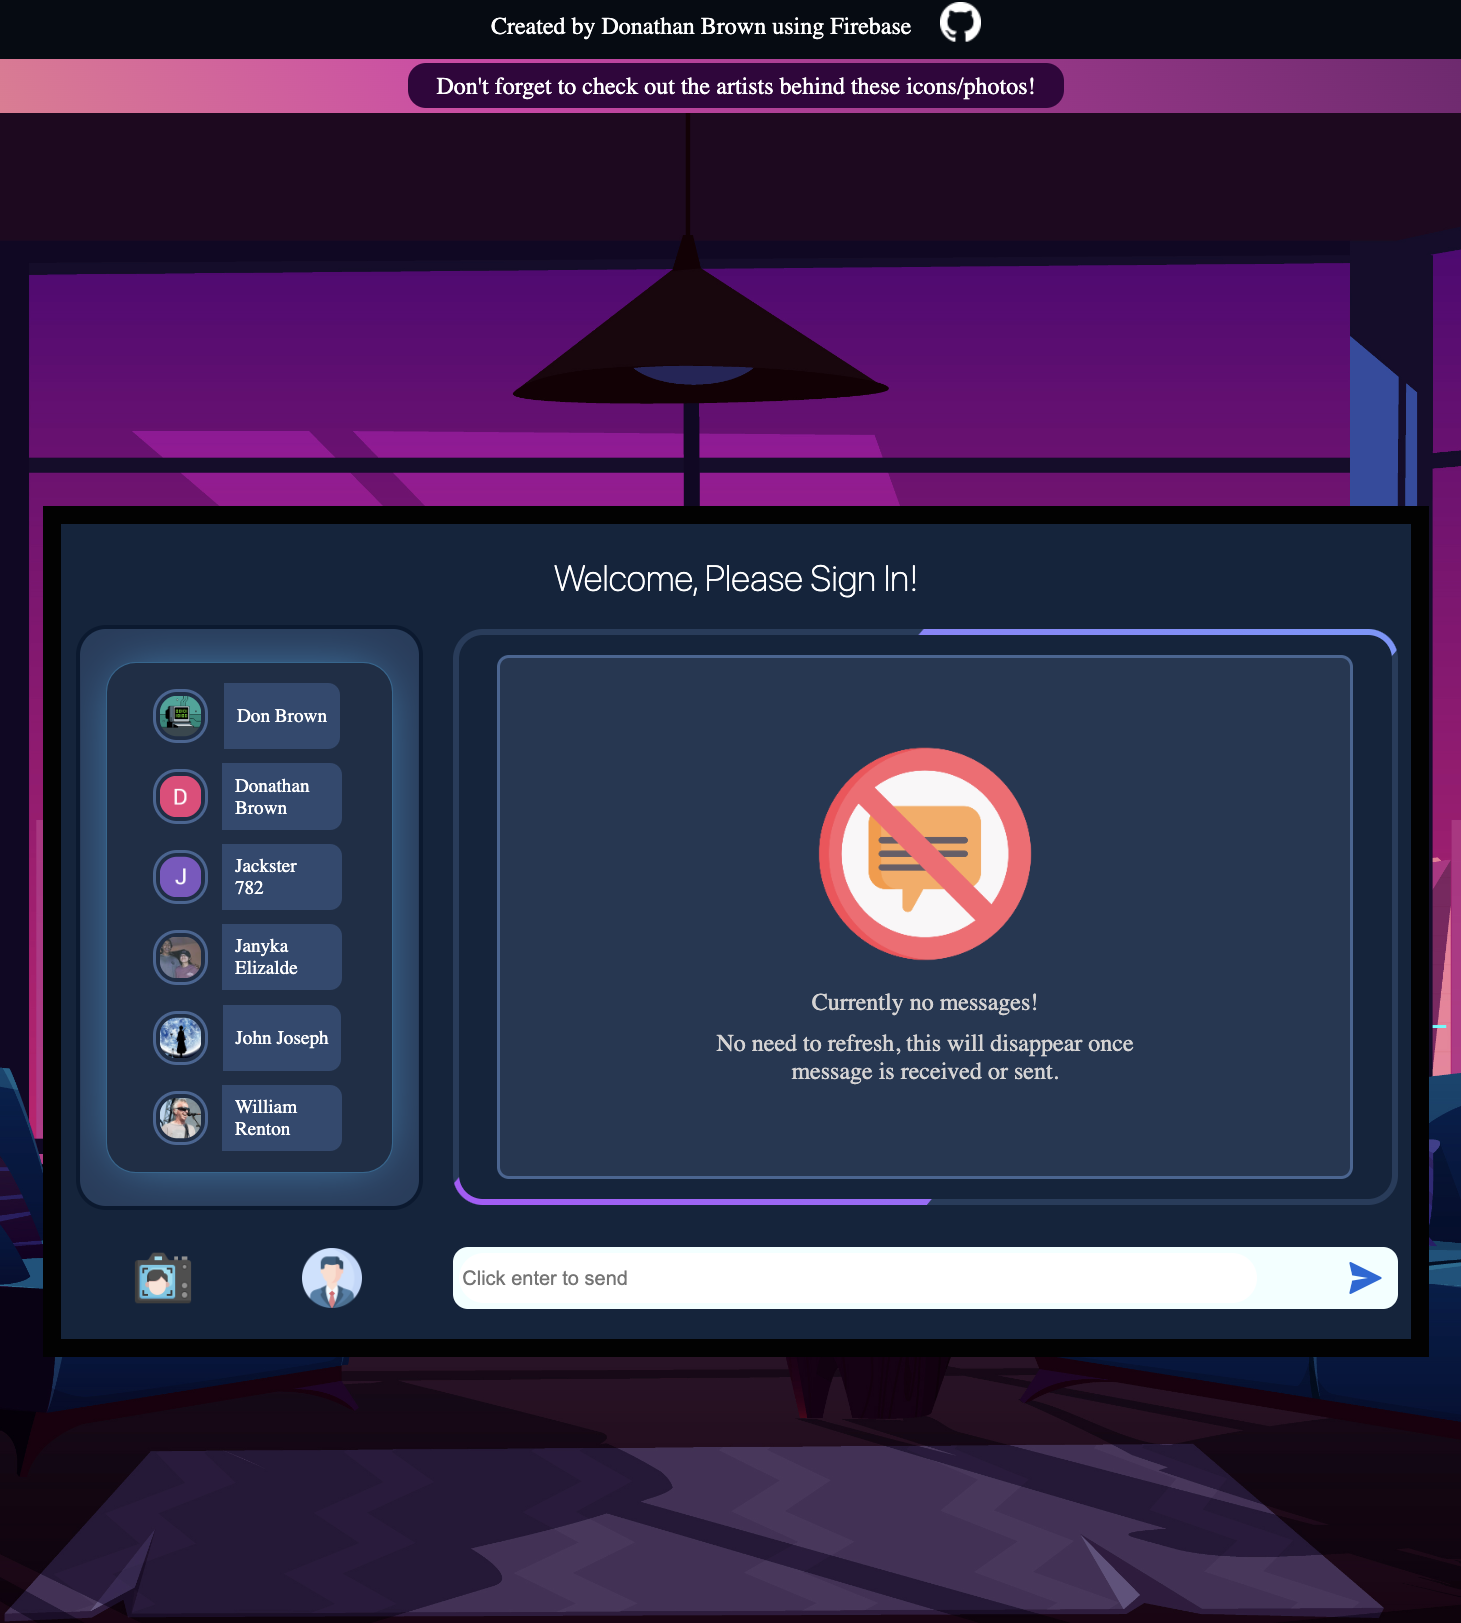 Created by Donathan Brown using Firebase
Don't forget to check out the artists behind these icons/photos!
Welcome, Please Sign In!
Don Brown
D
Donathan
Brown
J
Jackster
782
Janyka
Elizalde
John Joseph
William
Renton
Currently no messages!
No need to refresh, this will disappear once
message is received or sent.
Click enter to send